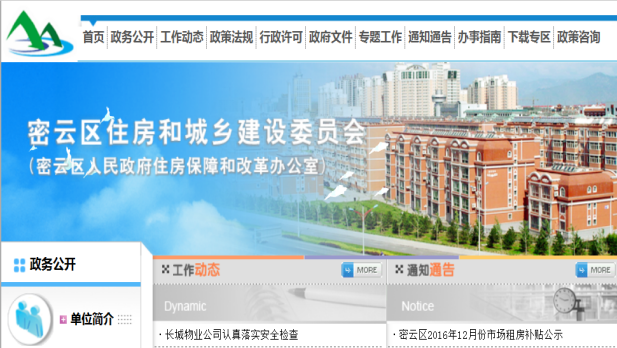 首页 政务公开 工作动态 政策法规 行政许可 政府文件 专题工作 通知通告 办事指南 下载专区 政策咨询
密云区住房和城乡建设委员会
(密云区人民政府住房保障和改革办公室)
政务公开
单位简介
工作动态 MORE
Dynamic
· 长城物业公司认真落实安全检查
通知通告 MORE
Notice
· 密云区2016年12月份市场租房补贴公示